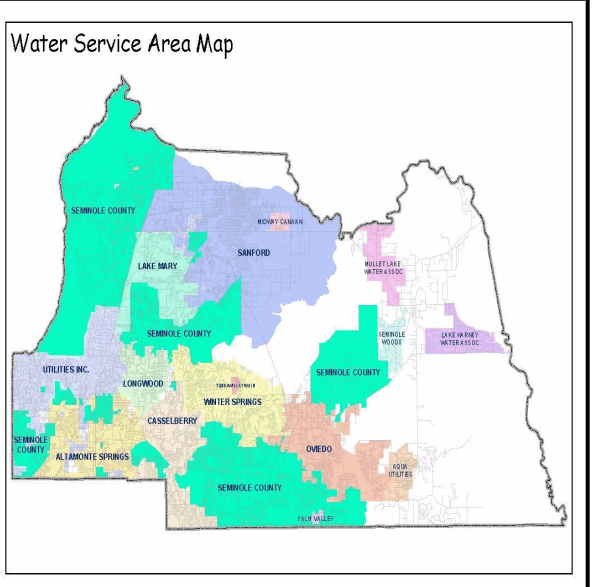 Water Service Area Map
SEMINOLE COUNTY
MIDWAY CANAAN
SANFORD
LAKE MARY
MULLET LAKE
WATER ASSOC
SEMINOLE COUNTY
SEMINOLE
WOODS
LAKE HARNEY
WATER ASSOC.
UTILITIES INC.
SEMINOLE COUNTY
LONGWOOD
WINTER SPRINGS
CASSELBERRY
SEMINOLE
COUNTY
ALTAMONTE SPRINGS
OVIEDO
AQUA
UTILITIES
SEMINOLE COUNTY
PALM VALLEY